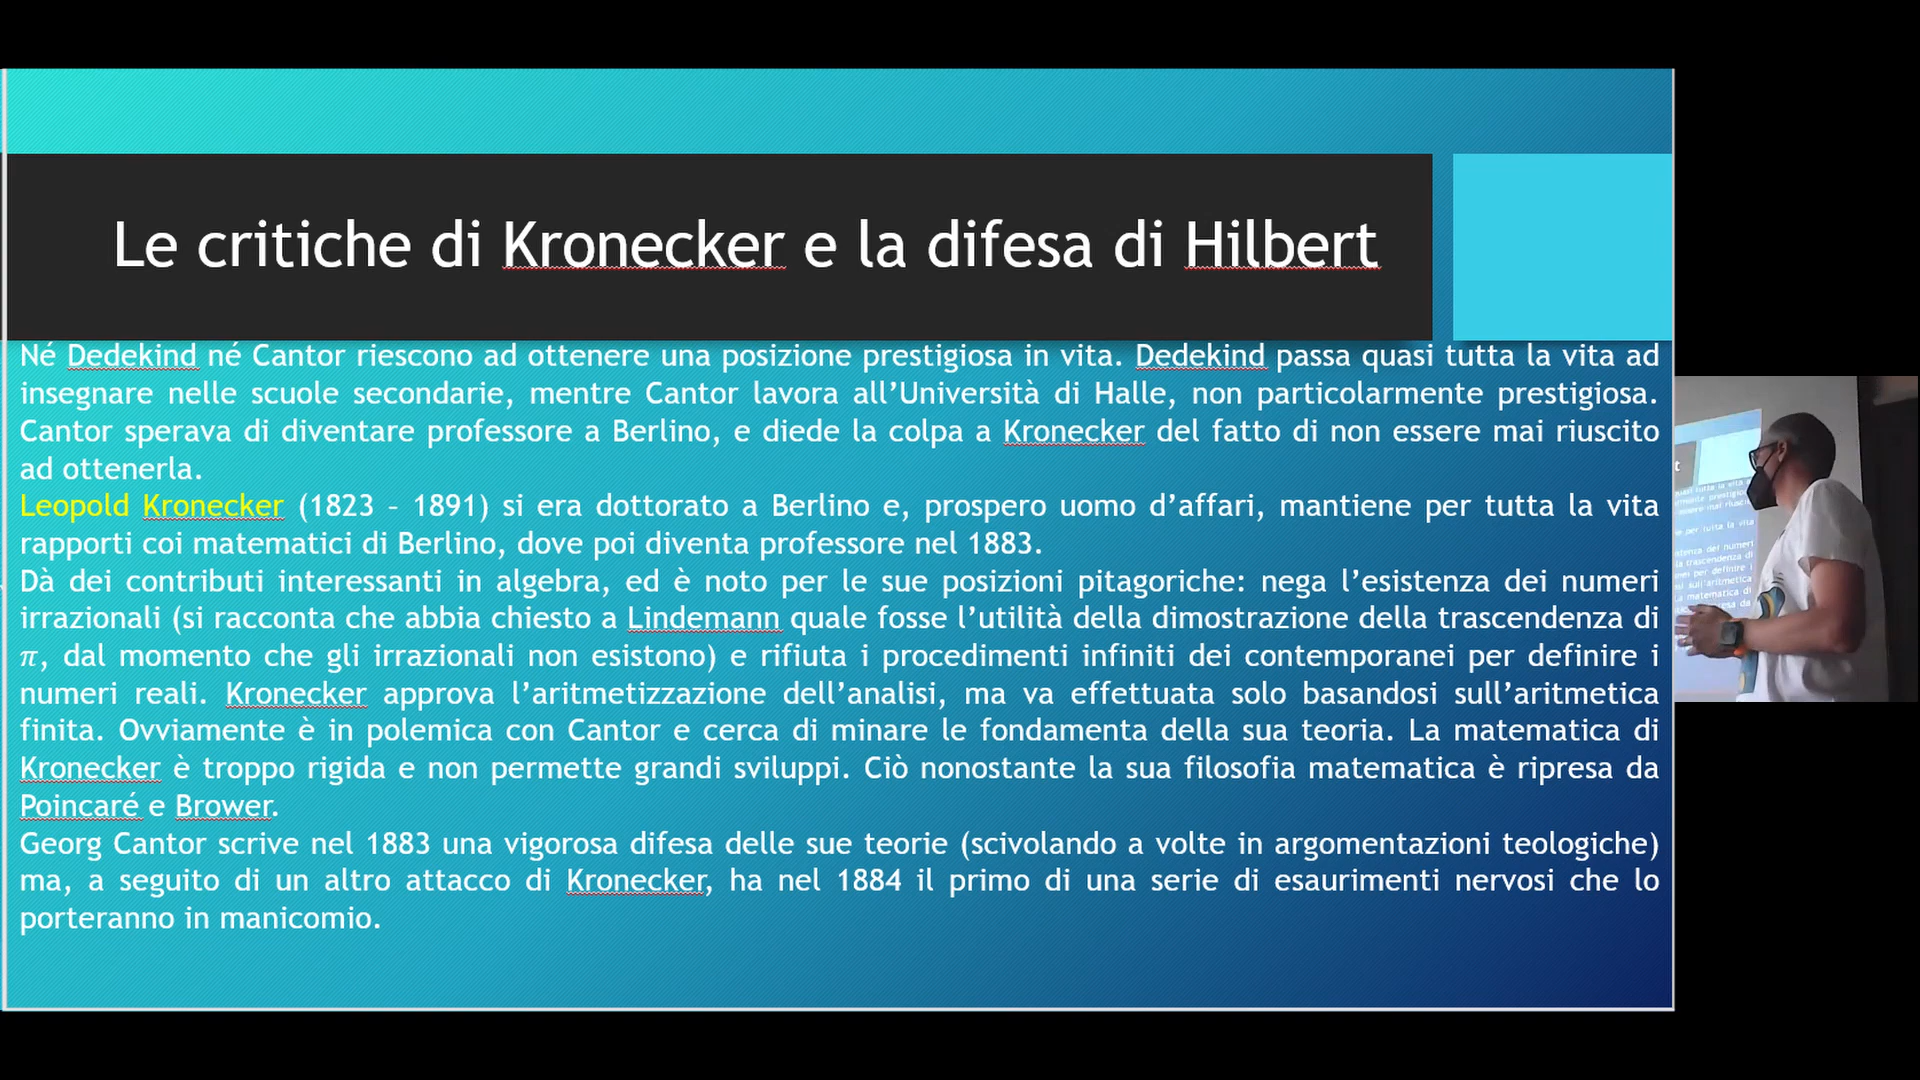 Le critiche di Kronecker e la difesa di Hilbert
Né Dedekind né Cantor riescono ad ottenere una posizione prestigiosa in vita. Dedekind passa quasi tutta la vita ad
insegnare nelle scuole secondarie, mentre Cantor lavora all’Università di Halle, non particolarmente prestigiosa.
Cantor sperava di diventare professore a Berlino, e diede la colpa a Kronecker del fatto di non essere mai riuscito
ad ottenerla.
Leopold Kronecker (1823 – 1891) si era dottorato a Berlino e, prospero uomo d’affari, mantiene per tutta la vita
rapporti coi matematici di Berlino, dove poi diventa professore nel 1883.
Dà dei contributi interessanti in algebra, ed è noto per le sue posizioni pitagoriche: nega l’esistenza dei numeri
irrazionali (si racconta che abbia chiesto a Lindemann quale fosse l’utilità della dimostrazione della trascendenza di
π, dal momento che gli irrazionali non esistono) e rifiuta i procedimenti infiniti dei contemporanei per definire i
numeri reali. Kronecker approva l’aritmetizzazione dell’analisi, ma va effettuata solo basandosi sull’aritmetica
finita. Ovviamente è in polemica con Cantor e cerca di minare le fondamenta della sua teoria. La matematica di
Kronecker è troppo rigida e non permette grandi sviluppi. Ciò nonostante la sua filosofia matematica è ripresa da
Poincaré e Brower.
Georg Cantor scrive nel 1883 una vigorosa difesa delle sue teorie (scivolando a volte in argomentazioni teologiche)
ma, a seguito di un altro attacco di Kronecker, ha nel 1884 il primo di una serie di esaurimenti nervosi che lo
porteranno in manicomio.